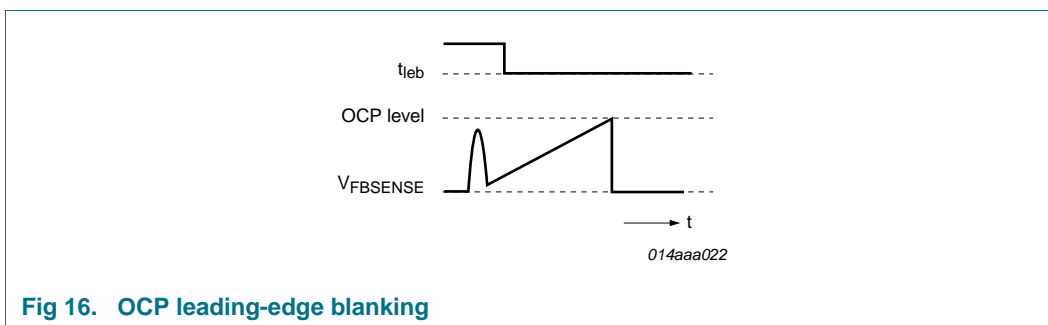 tleb
OCP level
VFBSENSE
t
014aaa022
Fig 16. OCP leading-edge blanking